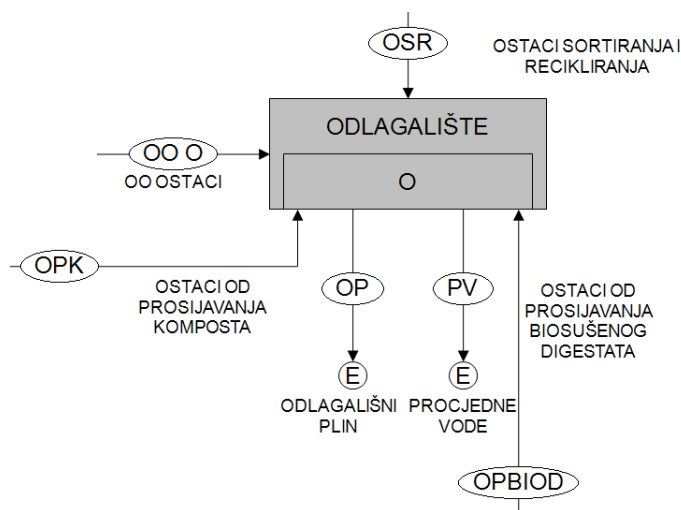 OSR
OSTACI SORTIRANJA I
RECIKLIRANJA
ODLAGALIŠTE
OO O
OO OSTACI
O
OPK
OSTACI OD
PROSIJAVANJA
KOMPOSTA
OP
PV
OSTACI OD
PROSIJAVANJA
BIOSUŠENOG
DIGESTATA
E
E
ODLAGALIŠNI
PLIN
PROCJEDNE
VODE
OPBIOD